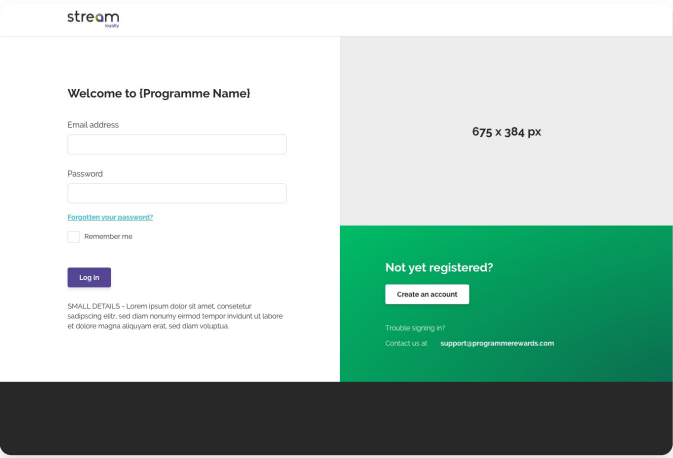 stream
loyalty
Welcome to {Programme Name}
Email address
Password
Forgotten your password?
Remember me
Log in
SMALL DETAILS - Lorem ipsum dolor sit amet, consetetur
sadipscing elitr, sed diam nonumy eirmod tempor invidunt ut labore
et dolore magna aliquyam erat, sed diam voluptua.
675 x 384 px
Not yet registered?
Create an account
Trouble signing in?
Contact us at support@programmerewards.com